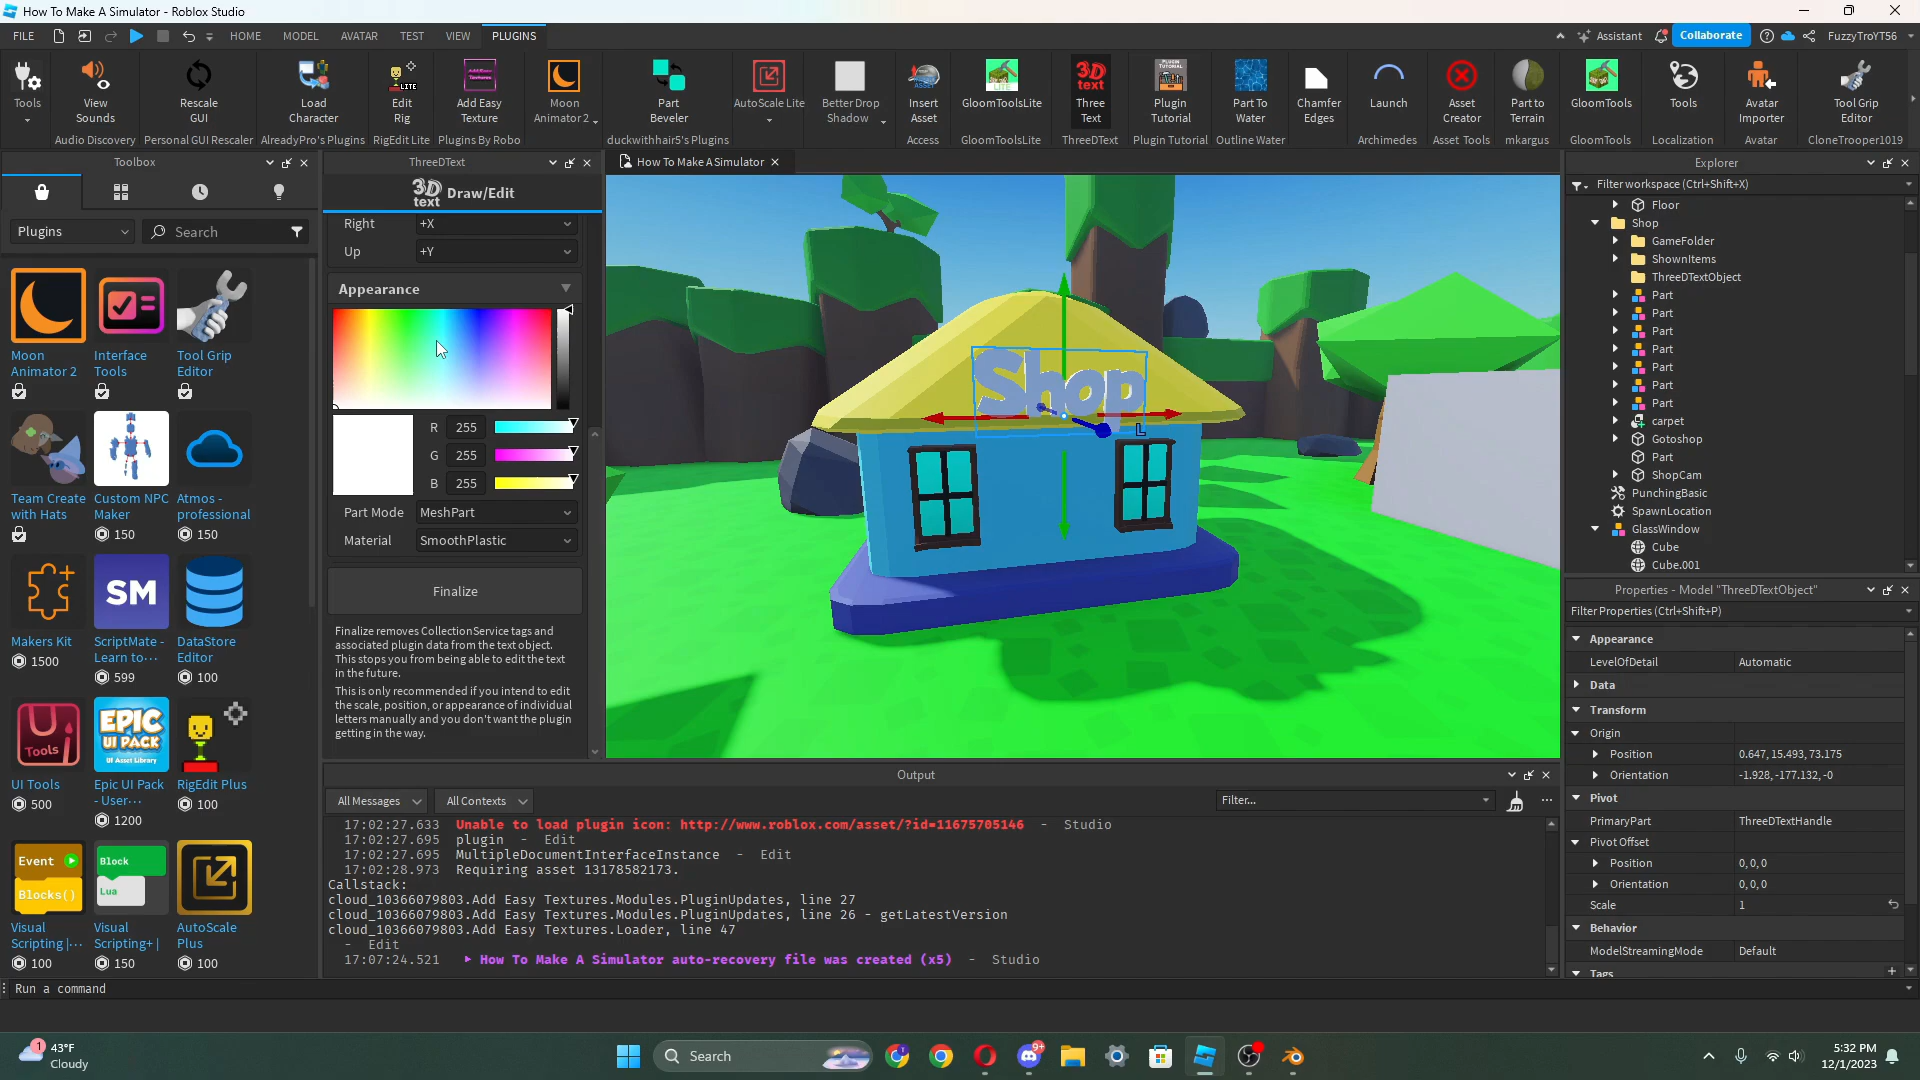 How To Make A Simulator - Roblox Studio
FILE
HOME
MODEL
AVATAR
TEST
VIEW
PLUGINS
Assistant
Collaborate
FuzzyTroYT56
Tools
View Sounds
Rescale GUI
Load Character
Edit Rig
Add Easy Texture
Moon Animator 2
Part Beveler
AutoScale Lite
Better Drop Shadow
Insert Asset
GloomToolsLite
Three Text
Plugin Tutorial
Part To Water
Chamfer Edges
Launch
Asset Creator
Part to Terrain
GloomTools
Tools
Avatar Importer
Tool Grip Editor
Audio Discovery
Personal GUI Rescaler
AlreadyPro's Plugins
RigEdit Lite
Plugins By Robo
duckwithhair5's Plugins
Access
GloomToolsLite
ThreeDText
Plugin Tutorial
Outline Water
Archimedes
Asset Tools
mkargus
GloomTools
Localization
Avatar
CloneTrooper1019
Toolbox
Plugins
Search
Moon Animator 2
Interface Tools
Tool Grip Editor
Team Create with Hats
Custom NPC Maker
150
Atmos - professional
150
Makers Kit
1500
SM
ScriptMate - Learn to···
599
DataStore Editor
100
U Tools
UI Tools
500
EPIC UI PACK
UI Asset Library
Epic UI Pack - User···
1200
RigEdit Plus
100
Event
Blocks()
Visual Scripting |···
100
Block
Lua
Visual Scripting+ |
150
AutoScale Plus
100
ThreeDText
3D text
Draw/Edit
Right
+X
Up
+Y
Appearance
R 255
G 255
B 255
Part Mode
MeshPart
Material
SmoothPlastic
Finalize
Finalize removes CollectionService tags and
associated plugin data from the text object.
This stops you from being able to edit the text
in the future.
This is only recommended if you intend to edit
the scale, position, or appearance of individual
letters manually and you don't want the plugin
getting in the way.
How To Make A Simulator
Shop
L
Output
All Messages
All Contexts
Filter...
17:02:27.633 Unable to load plugin icon: http://www.roblox.com/asset/?id=11675705146 - Studio
17:02:27.695 plugin - Edit
17:02:27.695 MultipleDocumentInterfaceInstance - Edit
17:02:28.973 Requiring asset 13178582173.
Callstack:
cloud_10366079803.Add Easy Textures.Modules.PluginUpdates, line 27
cloud_10366079803.Add Easy Textures.Modules.PluginUpdates, line 26 - getLatestVersion
cloud_10366079803.Add Easy Textures.Loader, line 47
- Edit
17:07:24.521 How To Make A Simulator auto-recovery file was created (x5) - Studio
Explorer
Filter workspace (Ctrl+Shift+X)
Floor
Shop
GameFolder
ShownItems
ThreeDTextObject
Part
Part
Part
Part
Part
Part
Part
carpet
Gotoshop
Part
ShopCam
PunchingBasic
SpawnLocation
GlassWindow
Cube
Cube.001
Properties - Model "ThreeDTextObject"
Filter Properties (Ctrl+Shift+P)
Appearance
LevelOfDetail Automatic
Data
Transform
Origin
Position 0.647, 15.493, 73.175
Orientation -1.928, -177.132, -0
Pivot
PrimaryPart ThreeDTextHandle
Pivot Offset
Position 0, 0, 0
Orientation 0, 0, 0
Scale 1
Behavior
ModelStreamingMode Default
Tags
Run a command
1
43°F
Cloudy
Search
9+
5:32 PM
12/1/2023